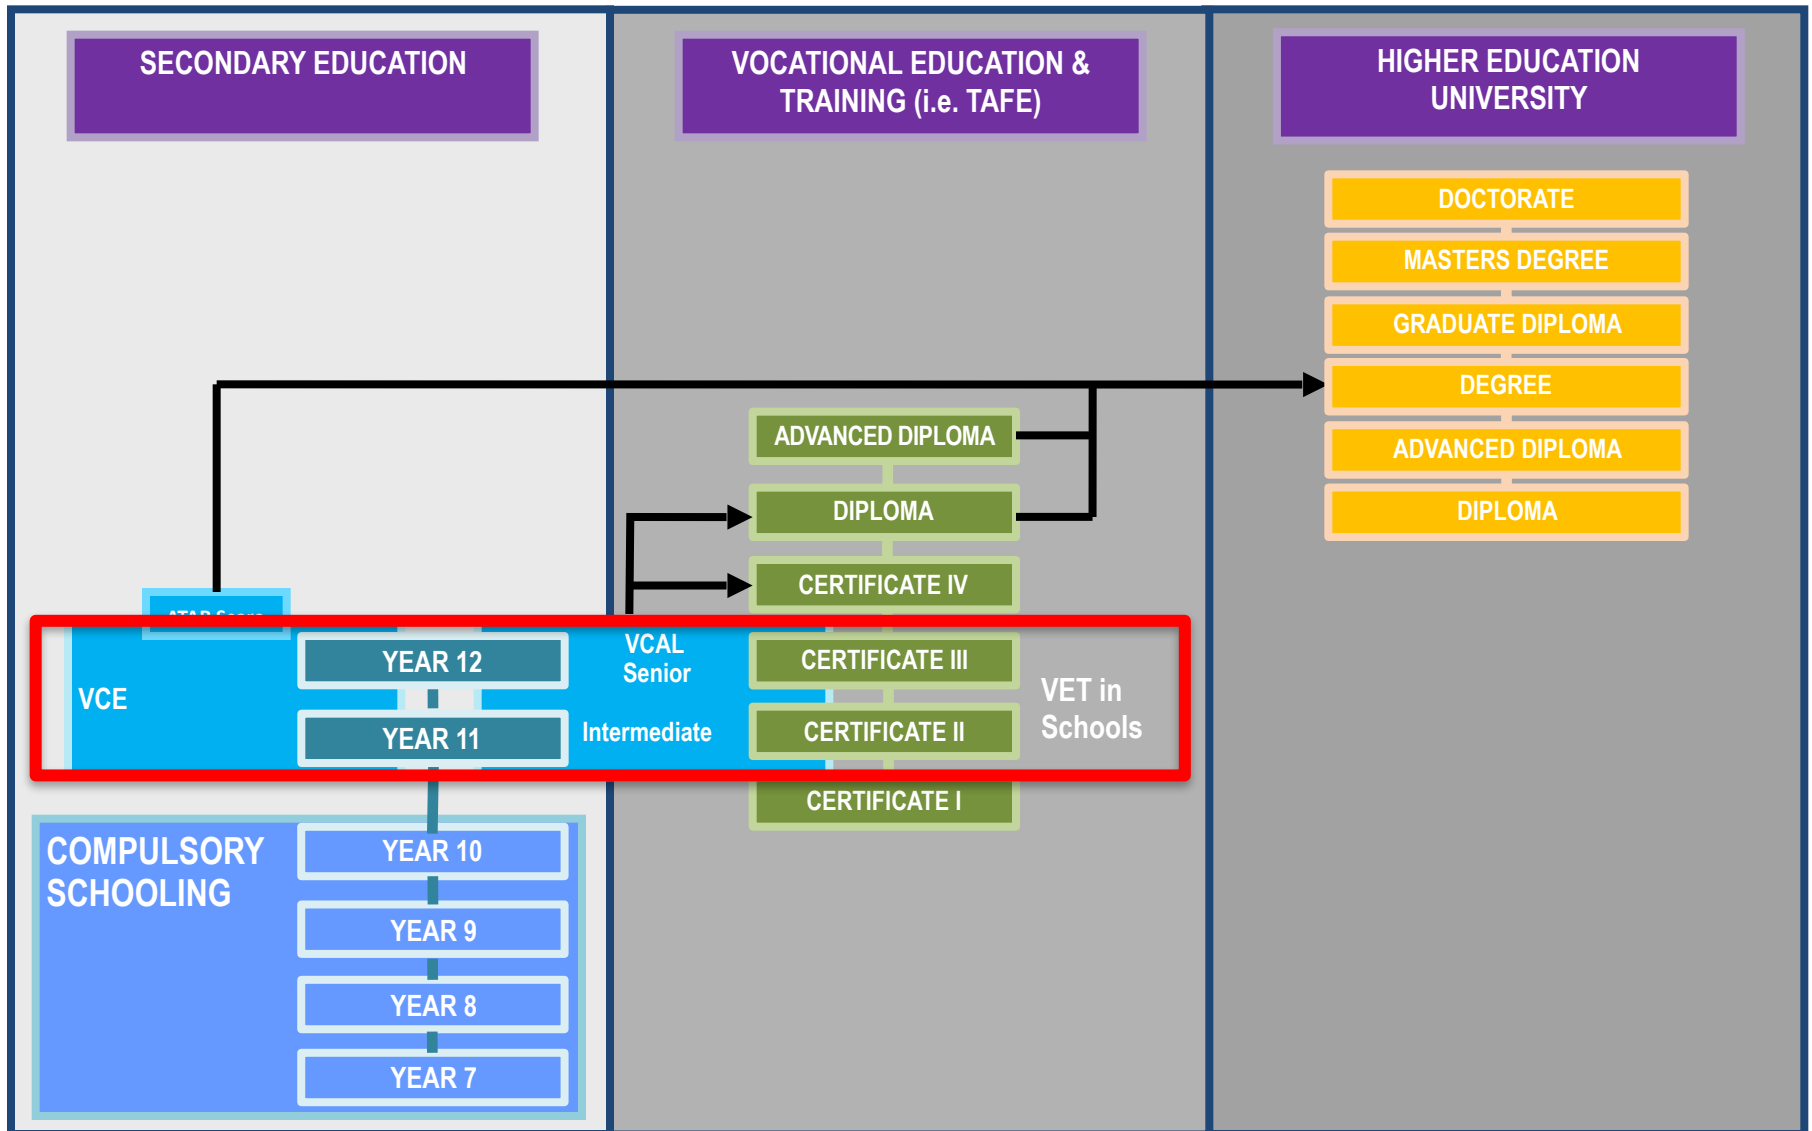 SECONDARY EDUCATION
VOCATIONAL EDUCATION &
TRAINING (i.e. TAFE)
HIGHER EDUCATION
UNIVERSITY
DOCTORATE
MASTERS DEGREE
GRADUATE DIPLOMA
DEGREE
ADVANCED DIPLOMA
DIPLOMA
ADVANCED DIPLOMA
DIPLOMA
CERTIFICATE IV
CERTIFICATE III
CERTIFICATE II
CERTIFICATE I
VET in
Schools
ATAR Score
VCE
YEAR 12
YEAR 11
VCAL
Senior
Intermediate
COMPULSORY
SCHOOLING
YEAR 10
YEAR 9
YEAR 8
YEAR 7